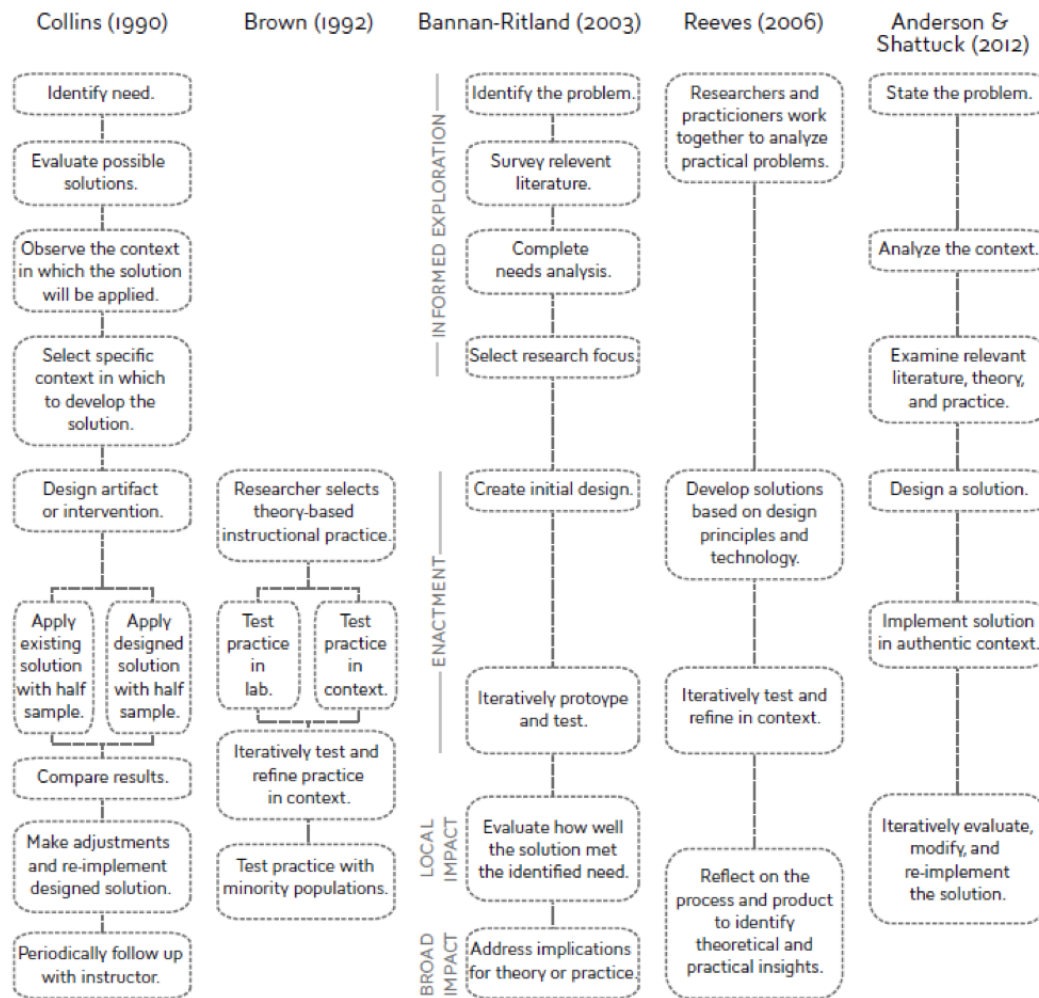 Collins (1990)
Identify need.
Evaluate possible
solutions.
Observe the context
in which the solution
will be applied.
Select specific
context in which
to develop the
solution.
Design artifact
or intervention.
Apply
existing
solution
with half
sample.
Apply
designed
solution
with half
sample.
Compare results.
Make adjustments
and re-implement
designed solution.
Periodically follow up
with instructor.
Brown (1992)
Researcher selects
theory-based
instructional practice.
Test
practice
in
lab.
Test
practice
in
context.
Iteratively test and
refine practice
in context.
Test practice with
minority populations.
Bannan-Ritland (2003)
INFORMED EXPLORATION
Identify the problem.
Survey relevent
literature.
Complete
needs analysis.
Select research focus.
ENACTMENT
Create initial design.
Iteratively protoype
and test.
LOCAL
IMPACT
Evaluate how well
the solution met
the identified need.
BROAD
IMPACT
Address implications
for theory or practice.
Reeves (2006)
Researchers and
practicioners work
together to analyze
practical problems.
Develop solutions
based on design
principles and
technology.
Iteratively test and
refine in context.
Reflect on the
process and product
to identify
theoretical and
practical insights.
Anderson &
Shattuck (2012)
State the problem.
Analyze the context.
Examine relevant
literature, theory,
and practice.
Design a solution.
Implement solution
in authentic context.
Iteratively evaluate,
modify, and
re-implement
the solution.